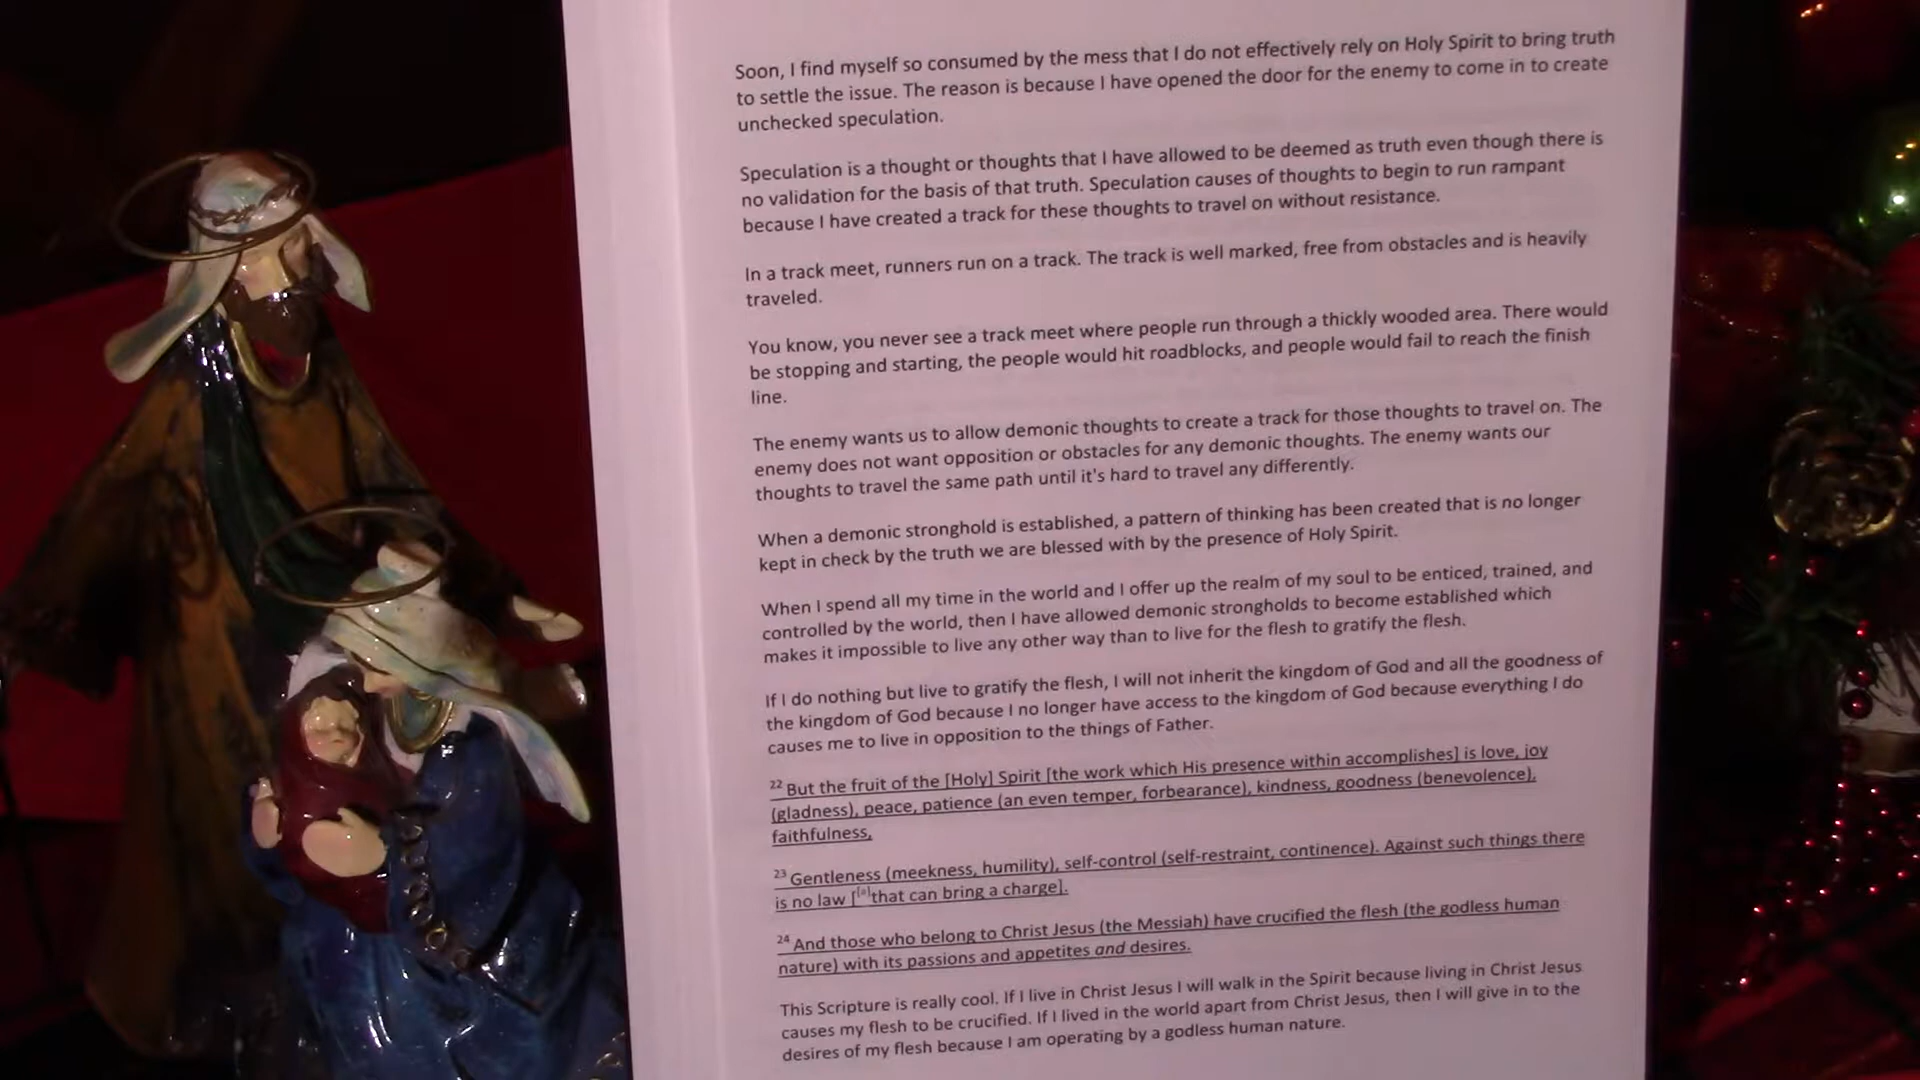 Soon, I find myself so consumed by the mess that I do not effectively rely on Holy Spirit to bring truth
to settle the issue. The reason is because I have opened the door for the enemy to come in to create
unchecked speculation.
Speculation is a thought or thoughts that I have allowed to be deemed as truth even though there is
no validation for the basis of that truth. Speculation causes of thoughts to begin to run rampant
because I have created a track for these thoughts to travel on without resistance.
In a track meet, runners run on a track. The track is well marked, free from obstacles and is heavily
traveled.
You know, you never see a track meet where people run through a thickly wooded area. There would
be stopping and starting, the people would hit roadblocks, and people would fail to reach the finish
line.
The enemy wants us to allow demonic thoughts to create a track for those thoughts to travel on. The
enemy does not want opposition or obstacles for any demonic thoughts. The enemy wants our
thoughts to travel the same path until it's hard to travel any differently.
When a demonic stronghold is established, a pattern of thinking has been created that is no longer
kept in check by the truth we are blessed with by the presence of Holy Spirit.
When I spend all my time in the world and I offer up the realm of my soul to be enticed, trained, and
controlled by the world, then I have allowed demonic strongholds to become established which
makes it impossible to live any other way than to live for the flesh to gratify the flesh.
If I do nothing but live to gratify the flesh, I will not inherit the kingdom of God and all the goodness of
the kingdom of God because I no longer have access to the kingdom of God because everything I do
causes me to live in opposition to the things of Father.
22 But the fruit of the [Holy] Spirit [the work which His presence within accomplishes] is love, joy
(gladness), peace, patience (an even temper, forbearance), kindness, goodness (benevolence),
faithfulness,
23 Gentleness (meekness, humility), self-control (self-restraint, continence). Against such things there
is no law [[a]that can bring a charge].
24 And those who belong to Christ Jesus (the Messiah) have crucified the flesh (the godless human
nature) with its passions and appetites and desires.
This Scripture is really cool. If I live in Christ Jesus I will walk in the Spirit because living in Christ Jesus
causes my flesh to be crucified. If I lived in the world apart from Christ Jesus, then I will give in to the
desires of my flesh because I am operating by a godless human nature.